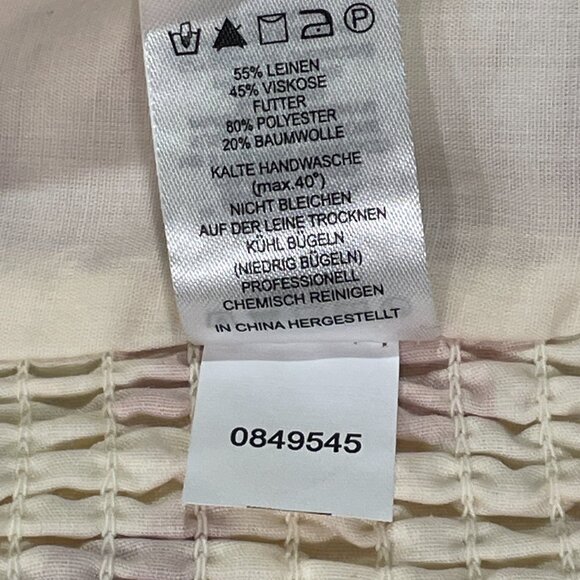 P
55% LEINEN
45% VISKOSE
FUTTER
80% POLYESTER
20% BAUMWOLLE
KALTE HANDWASCHE
(max.40°)
NICHT BLEICHEN
AUF DER LEINE TROCKNEN
KÜHL BÜGELN
(NIEDRIG BÜGELN)
PROFESSIONELL
CHEMISCH REINIGEN
IN CHINA HERGESTELLT
0849545